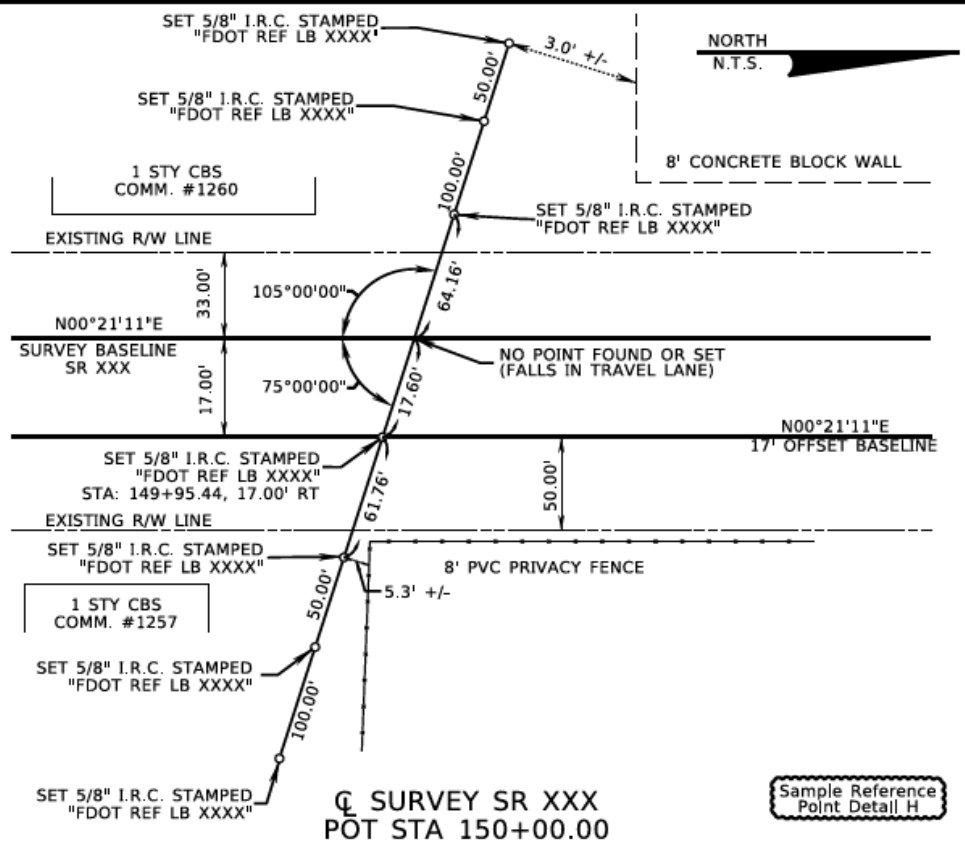 SET 5/8" I.R.C. STAMPED
"FDOT REF LB XXXX"
3.0' +/-
NORTH
N.T.S.
50.00'
SET 5/8" I.R.C. STAMPED
"FDOT REF LB XXXX"
8' CONCRETE BLOCK WALL
1 STY CBS
COMM. #1260
100.00'
SET 5/8" I.R.C. STAMPED
"FDOT REF LB XXXX"
EXISTING R/W LINE
33.00'
105°00'00"
64.16'
N00°21'11"E
SURVEY BASELINE
SR XXX
NO POINT FOUND OR SET
(FALLS IN TRAVEL LANE)
17.00'
75°00'00"
17.60'
N00°21'11"E
17' OFFSET BASELINE
SET 5/8" I.R.C. STAMPED
"FDOT REF LB XXXX"
STA: 149+95.44, 17.00' RT
61.76'
50.00'
EXISTING R/W LINE
SET 5/8" I.R.C. STAMPED
"FDOT REF LB XXXX"
8' PVC PRIVACY FENCE
5.3' +/-
50.00'
1 STY CBS
COMM. #1257
SET 5/8" I.R.C. STAMPED
"FDOT REF LB XXXX"
100.00'
SET 5/8" I.R.C. STAMPED
"FDOT REF LB XXXX"
℄ SURVEY SR XXX
POT STA 150+00.00
Sample Reference
Point Detail H